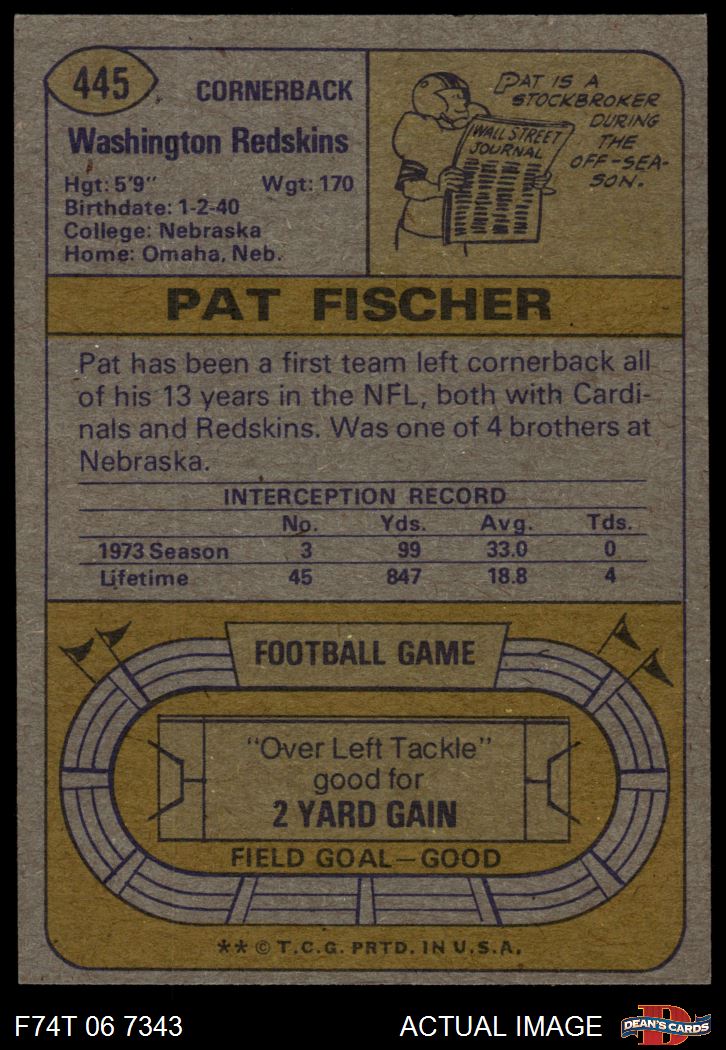 445
CORNERBACK
Washington Redskins
Hgt: 5'9" Wgt: 170
Birthdate: 1-2-40
College: Nebraska
Home: Omaha, Neb.
PAT IS A
STOCKBROKER
DURING
THE
OFF-SEA-
SON.
WALL STREET
JOURNAL
PAT FISCHER
Pat has been a first team left cornerback all
of his 13 years in the NFL, both with Cardi-
nals and Redskins. Was one of 4 brothers at
Nebraska.
INTERCEPTION RECORD
No. Yds. Avg. Tds.
1973 Season 3 99 33.0 0
Lifetime 45 847 18.8 4
FOOTBALL GAME
"Over Left Tackle"
good for
2 YARD GAIN
FIELD GOAL—GOOD
** © T.C.G. PRTD. IN U.S.A.
F74T 06 7343 ACTUAL IMAGE
D
DEAN'S CARDS